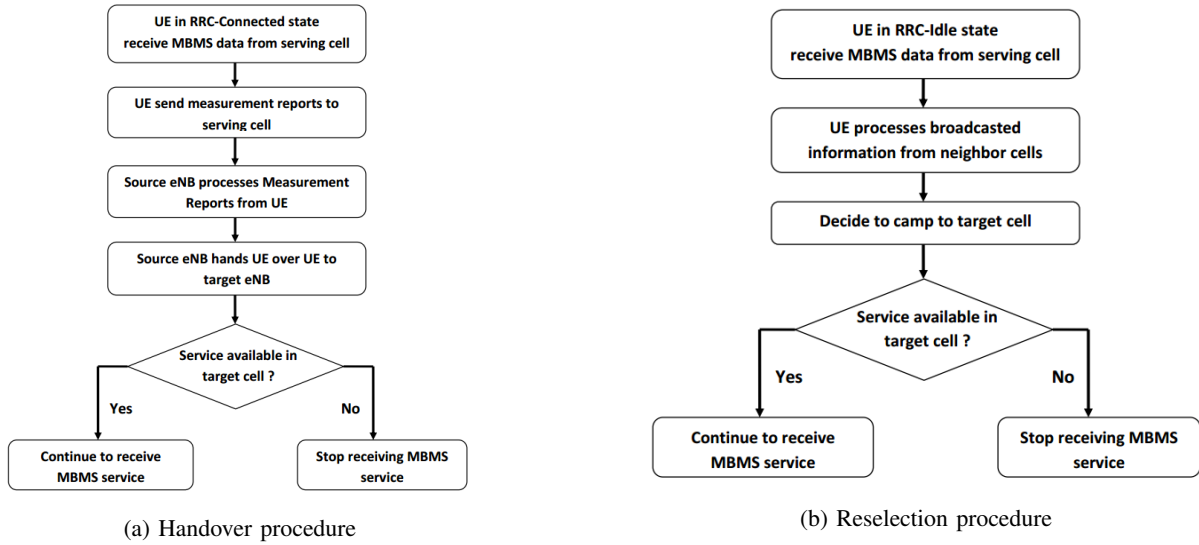 UE in RRC-Connected state
receive MBMS data from serving cell
UE send measurement reports to
serving cell
Source eNB processes Measurement
Reports from UE
Source eNB hands UE over UE to
target eNB
Service available in
target cell ?
Yes
No
Continue to receive
MBMS service
Stop receiving MBMS
service
(a) Handover procedure
UE in RRC-Idle state
receive MBMS data from serving cell
UE processes broadcasted
information from neighbor cells
Decide to camp to target cell
Service available in
target cell ?
Yes
No
Continue to receive
MBMS service
Stop receiving MBMS
service
(b) Reselection procedure